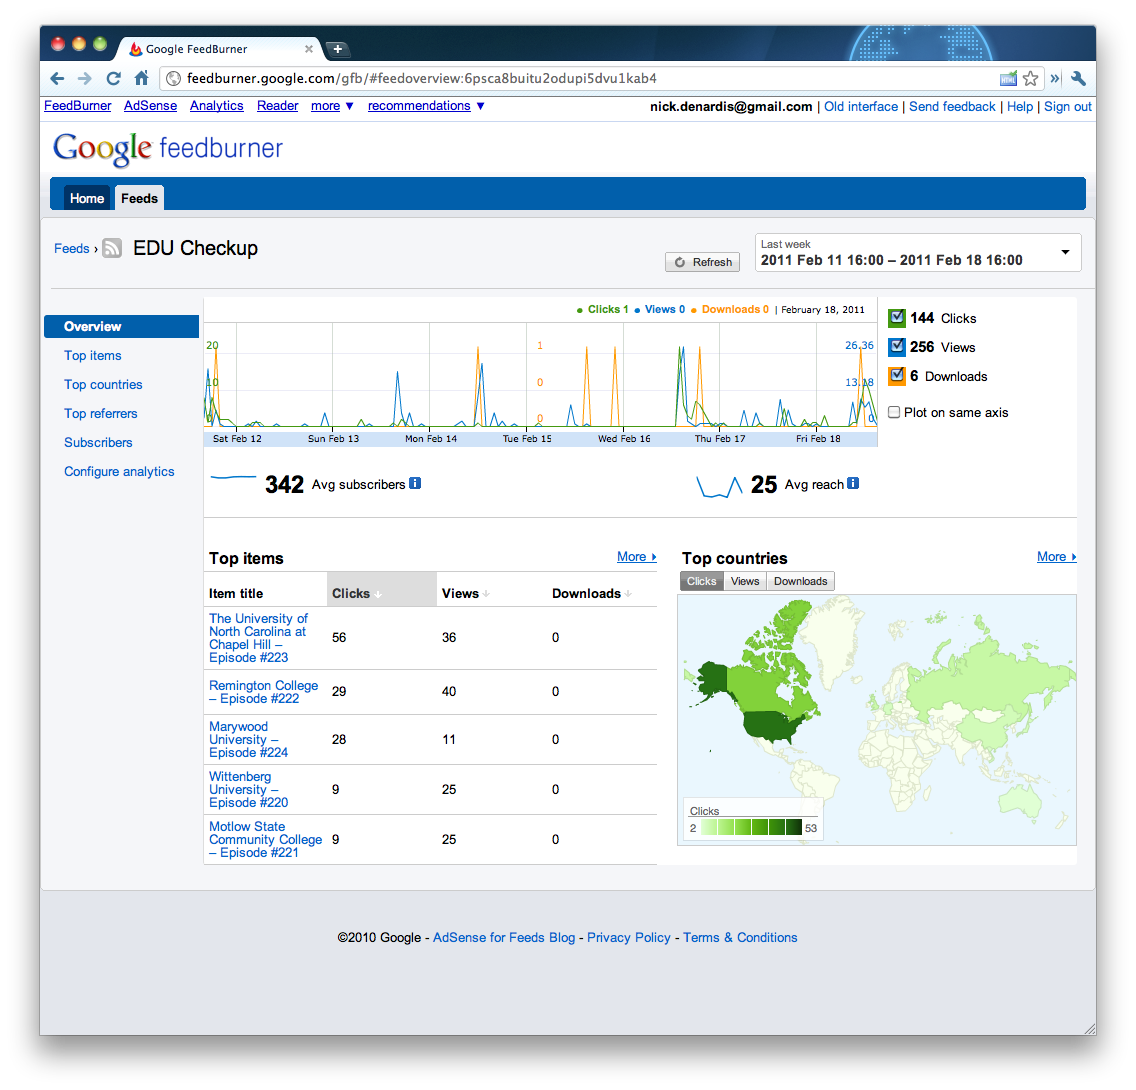 Google FeedBurner
feedburner.google.com/gfb/#feedoverview:6psca8buitu2odupi5dvu1kab4
FeedBurner AdSense Analytics Reader more ▼ recommendations ▼
nick.denardis@gmail.com | Old interface | Send feedback | Help | Sign out
Google feedburner
Home Feeds
Feeds › EDU Checkup
Refresh
Last week
2011 Feb 11 16:00 – 2011 Feb 18 16:00
Overview
Top items
Top countries
Top referrers
Subscribers
Configure analytics
Clicks 1 Views 0 Downloads 0 | February 18, 2011
20 1 26.36
10 0 13.18
0 0
Sat Feb 12 Sun Feb 13 Mon Feb 14 Tue Feb 15 Wed Feb 16 Thu Feb 17 Fri Feb 18
144 Clicks
256 Views
6 Downloads
Plot on same axis
342 Avg subscribers
25 Avg reach
Top items More
Item title Clicks Views Downloads
The University of
North Carolina at
Chapel Hill –
Episode #223
56 36 0
Remington College
– Episode #222
29 40 0
Marywood
University –
Episode #224
28 11 0
Wittenberg
University –
Episode #220
9 25 0
Motlow State
Community College
– Episode #221
9 25 0
Top countries More
Clicks Views Downloads
Clicks
2 53
©2010 Google - AdSense for Feeds Blog - Privacy Policy - Terms & Conditions